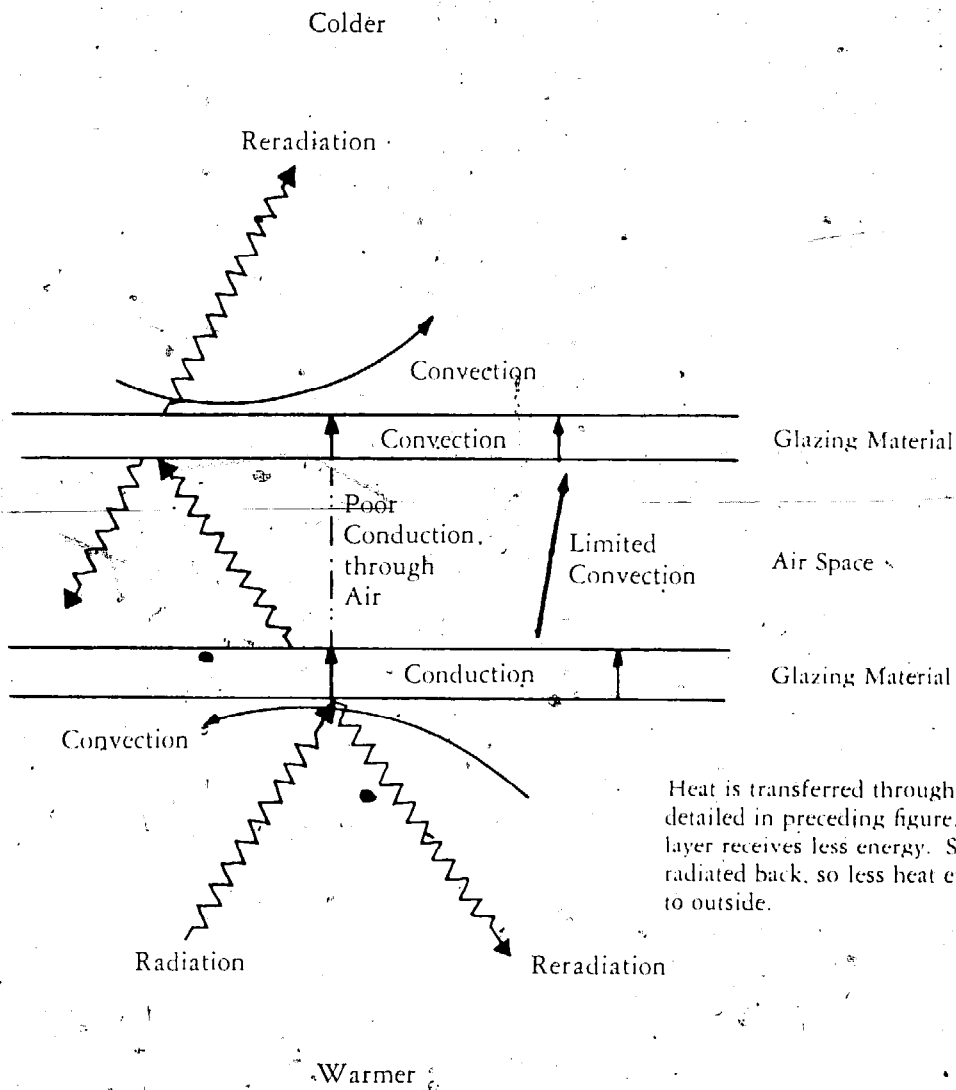 Colder
Reradiation
Convection
Convection
Glazing Material
Poor
Conduction,
through
Air
Limited
Convection
Air Space
Conduction
Glazing Material
Convection
Heat is transferred through
detailed in preceding figure.
layer receives less energy. S
radiated back, so less heat e
to outside.
Radiation
Reradiation
Warmer